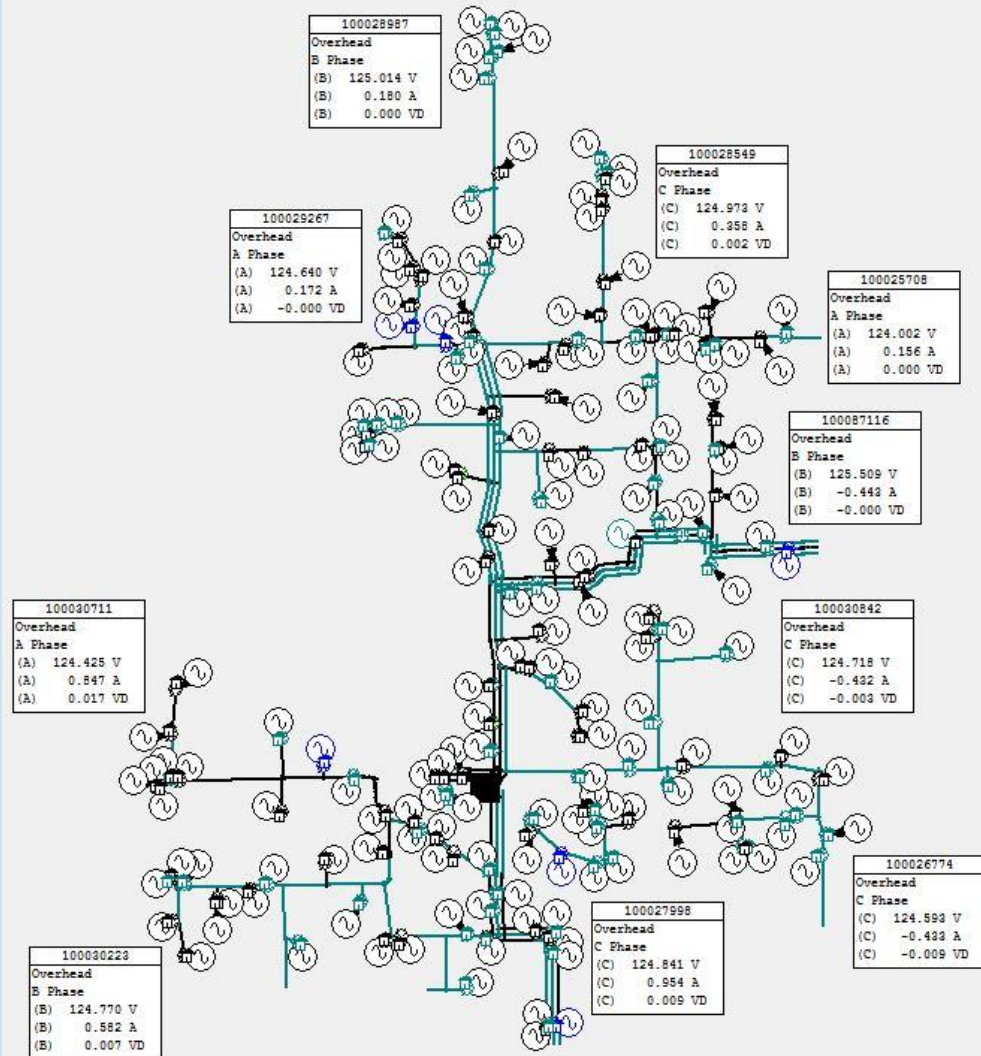 100028987
Overhead
B Phase
(B) 125.014 V
(B) 0.180 A
(B) 0.000 VD
100028549
Overhead
C Phase
(C) 124.973 V
(C) 0.358 A
(C) 0.002 VD
100029267
Overhead
A Phase
(A) 124.640 V
(A) 0.172 A
(A) -0.000 VD
100025708
Overhead
A Phase
(A) 124.002 V
(A) 0.156 A
(A) 0.000 VD
100087116
Overhead
B Phase
(B) 125.509 V
(B) -0.443 A
(B) -0.000 VD
100030711
Overhead
A Phase
(A) 124.425 V
(A) 0.847 A
(A) 0.017 VD
100030842
Overhead
C Phase
(C) 124.718 V
(C) -0.432 A
(C) -0.003 VD
100026774
Overhead
C Phase
(C) 124.593 V
(C) -0.433 A
(C) -0.009 VD
100027998
Overhead
C Phase
(C) 124.841 V
(C) 0.954 A
(C) 0.009 VD
100030223
Overhead
B Phase
(B) 124.770 V
(B) 0.582 A
(B) 0.007 VD